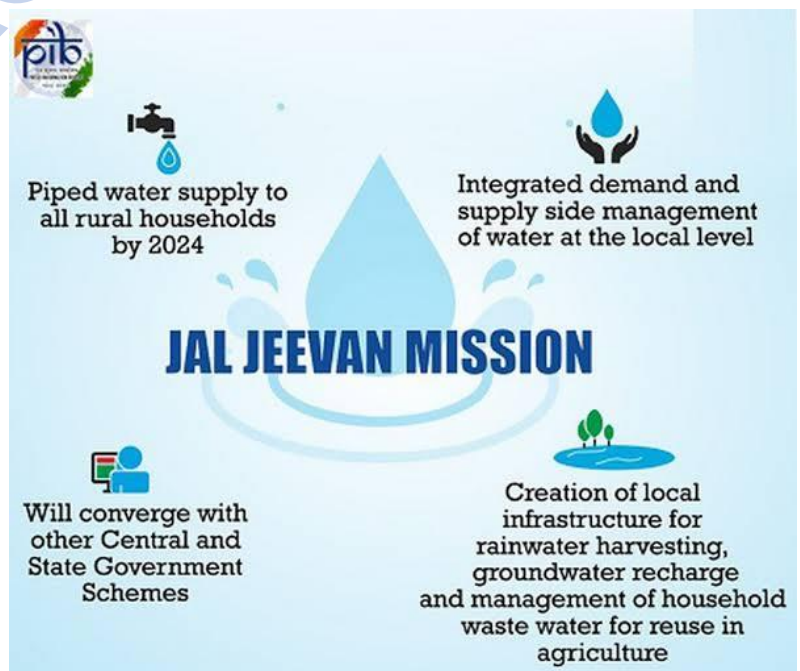 pib
Piped water supply to
all rural households
by 2024
Integrated demand and
supply side management
of water at the local level
JAL JEEVAN MISSION
Will converge with
other Central and
State Government
Schemes
Creation of local
infrastructure for
rainwater harvesting,
groundwater recharge
and management of household
waste water for reuse in
agriculture